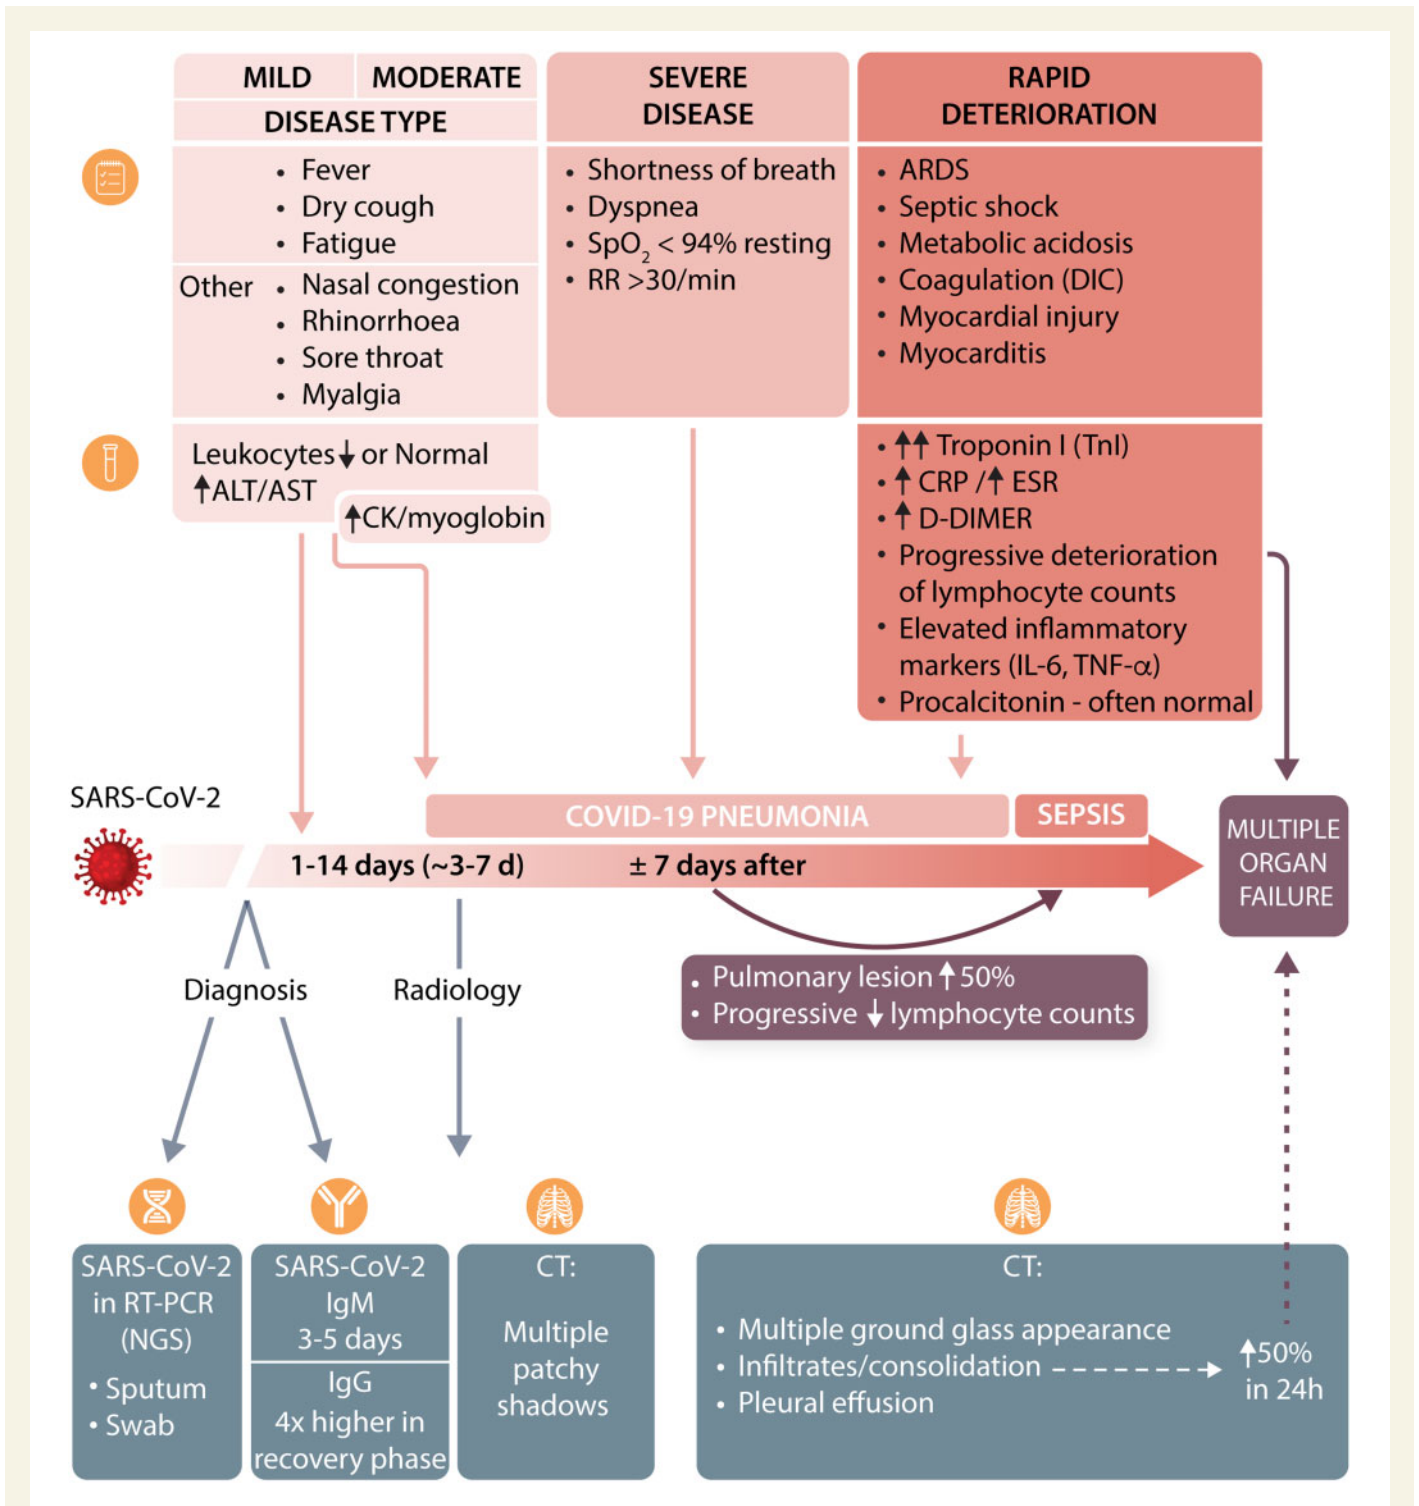 MILD
MODERATE
DISEASE TYPE
• Fever
• Dry cough
• Fatigue
Other
• Nasal congestion
• Rhinorrhoea
• Sore throat
• Myalgia
Leukocytes↓ or Normal
↑ALT/AST
↑CK/myoglobin
SEVERE
DISEASE
• Shortness of breath
• Dyspnea
• SpO₂ < 94% resting
• RR >30/min
RAPID
DETERIORATION
• ARDS
• Septic shock
• Metabolic acidosis
• Coagulation (DIC)
• Myocardial injury
• Myocarditis
• ↑↑ Troponin I (TnI)
• ↑ CRP /↑ ESR
• ↑ D-DIMER
• Progressive deterioration
of lymphocyte counts
• Elevated inflammatory
markers (IL-6, TNF-α)
• Procalcitonin - often normal
SARS-CoV-2
COVID-19 PNEUMONIA
SEPSIS
1-14 days (~3-7 d)
± 7 days after
MULTIPLE
ORGAN
FAILURE
• Pulmonary lesion ↑ 50%
• Progressive ↓ lymphocyte counts
Diagnosis
Radiology
SARS-CoV-2
in RT-PCR
(NGS)
• Sputum
• Swab
SARS-CoV-2
IgM
3-5 days
IgG
4x higher in
recovery phase
CT:
Multiple
patchy
shadows
CT:
• Multiple ground glass appearance
• Infiltrates/consolidation
• Pleural effusion
↑50%
in 24h